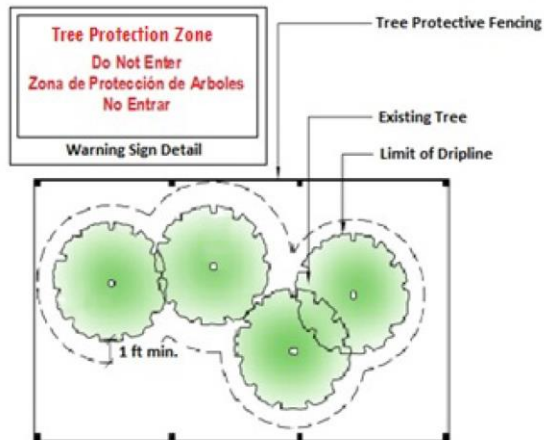 Tree Protection Zone
Do Not Enter
Zona de Protección de Arboles
No Entrar
Warning Sign Detail
Tree Protective Fencing
Existing Tree
Limit of Dripline
1 ft min.